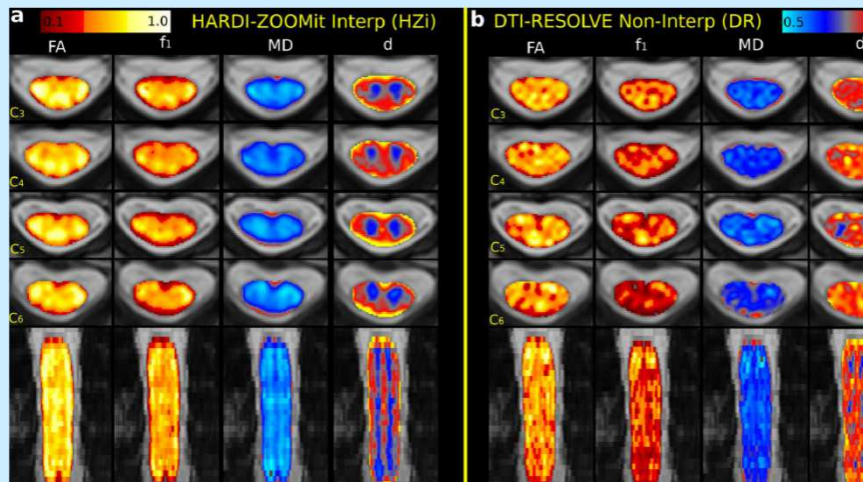 a 0.1 1.0 HARDI-ZOOMit Interp (HZi)
FA f₁ MD d
C₃
C₄
C₅
C₆
b DTI-RESOLVE Non-Interp (DR) 0.5
FA f₁ MD d
C₃
C₄
C₅
C₆